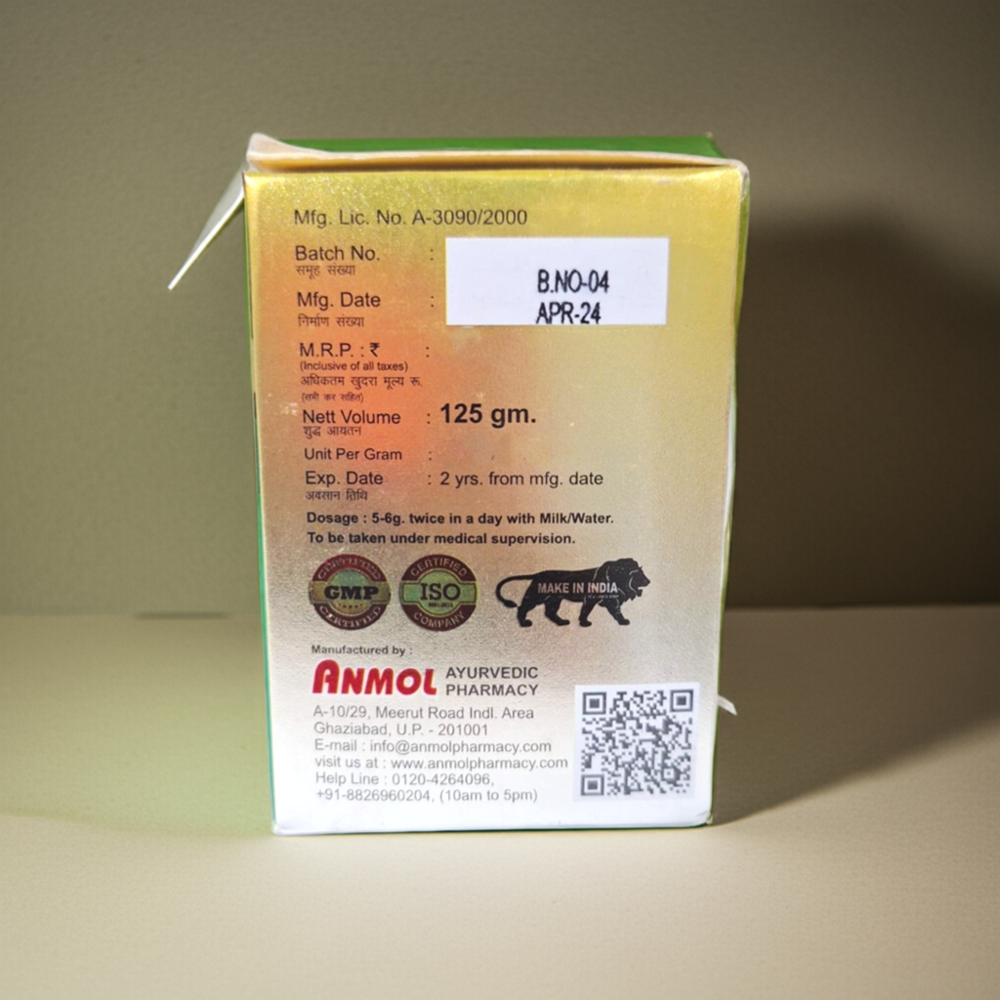 Mfg. Lic. No. A-3090/2000
Batch No. :
समूह संख्या
B.NO-04
Mfg. Date :
निर्माण संख्या
APR-24
M.R.P. : ₹ :
(Inclusive of all taxes)
अधिकतम खुदरा मूल्य रू.
(सभी कर सहित)
Nett Volume : 125 gm.
शुद्ध आयतन
Unit Per Gram :
Exp. Date : 2 yrs. from mfg. date
अवसान तिथि
Dosage : 5-6g. twice in a day with Milk/Water.
To be taken under medical supervision.
CERTIFIED
GMP
CERTIFIED
CERTIFIED
ISO
COMPANY
MAKE IN INDIA
Manufactured by :
ANMOL AYURVEDIC
PHARMACY
A-10/29, Meerut Road Indl. Area
Ghaziabad, U.P. - 201001
E-mail : info@anmolpharmacy.com
visit us at : www.anmolpharmacy.com
Help Line : 0120-4264096,
+91-8826960204, (10am to 5pm)